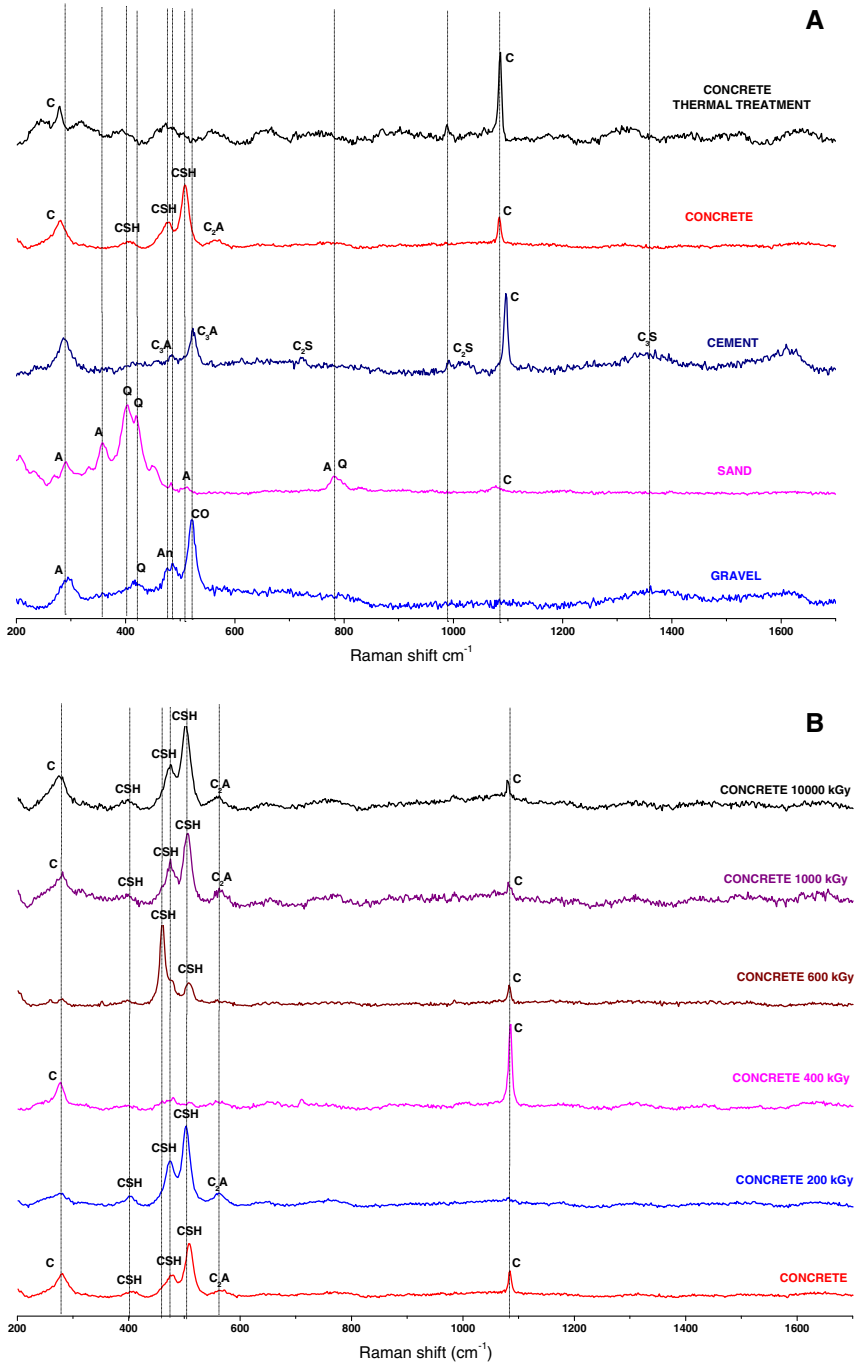 A
C
C
CONCRETE
THERMAL TREATMENT
CSH
C
CSH
CSH
C₂A
C
CONCRETE
C₃A
C₃A
C₂S
C₂S
C
C₃S
CEMENT
A
A
Q
Q
A
A Q
C
SAND
A
Q
An
CO
GRAVEL
200 400 600 800 1000 1200 1400 1600
Raman shift cm⁻¹
B
C
CSH
CSH
CSH
C₂A
C
CONCRETE 10000 kGy
C
CSH
CSH
CSH
C₂A
C
CONCRETE 1000 kGy
CSH
CSH
C
CONCRETE 600 kGy
C
C
CONCRETE 400 kGy
CSH
CSH
CSH
C₂A
CONCRETE 200 kGy
C
CSH
CSH
CSH
C₂A
C
CONCRETE
200 400 600 800 1000 1200 1400 1600
Raman shift (cm⁻¹)